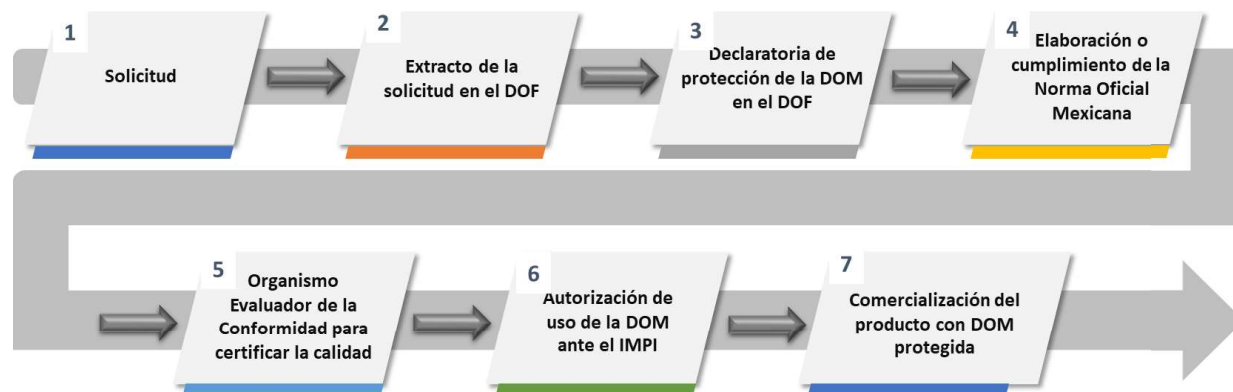 1
Solicitud
2
Extracto de la
solicitud en el DOF
3
Declaratoria de
protección de la DOM
en el DOF
4
Elaboración o
cumplimiento de la
Norma Oficial
Mexicana
5
Organismo
Evaluador de la
Conformidad para
certificar la calidad
6
Autorización de
uso de la DOM
ante el IMPI
7
Comercialización del
producto con DOM
protegida